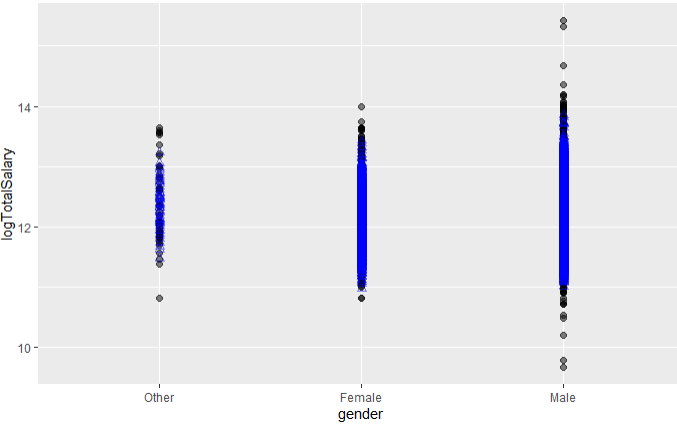 logTotalSalary
14
12
10
Other Female Male
gender